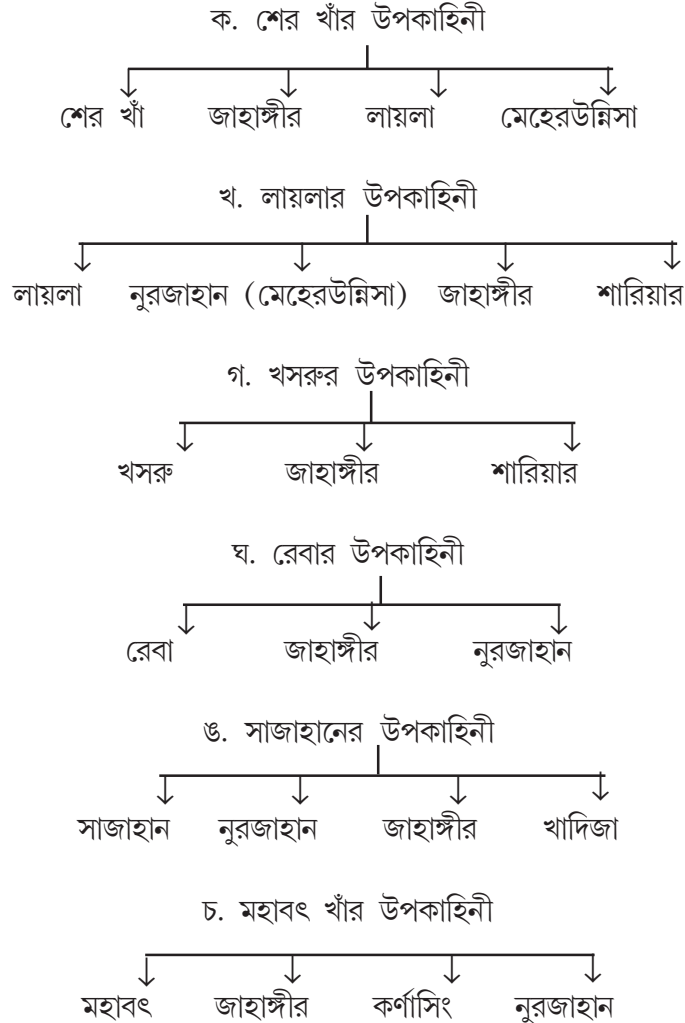 ক. শের খাঁর উপকাহিনী
শের খাঁ জাহাঙ্গীর লায়লা মেহেরউন্নিসা
খ. লায়লার উপকাহিনী
লায়লা নুরজাহান (মেহেরউন্নিসা) জাহাঙ্গীর শারিয়ার
গ. খসরুর উপকাহিনী
খসরু জাহাঙ্গীর শারিয়ার
ঘ. রেবার উপকাহিনী
রেবা জাহাঙ্গীর নুরজাহান
ঙ. সাজাহানের উপকাহিনী
সাজাহান নুরজাহান জাহাঙ্গীর খাদিজা
চ. মহাবৎ খাঁর উপকাহিনী
মহাবৎ জাহাঙ্গীর কর্ণাসিং নুরজাহান